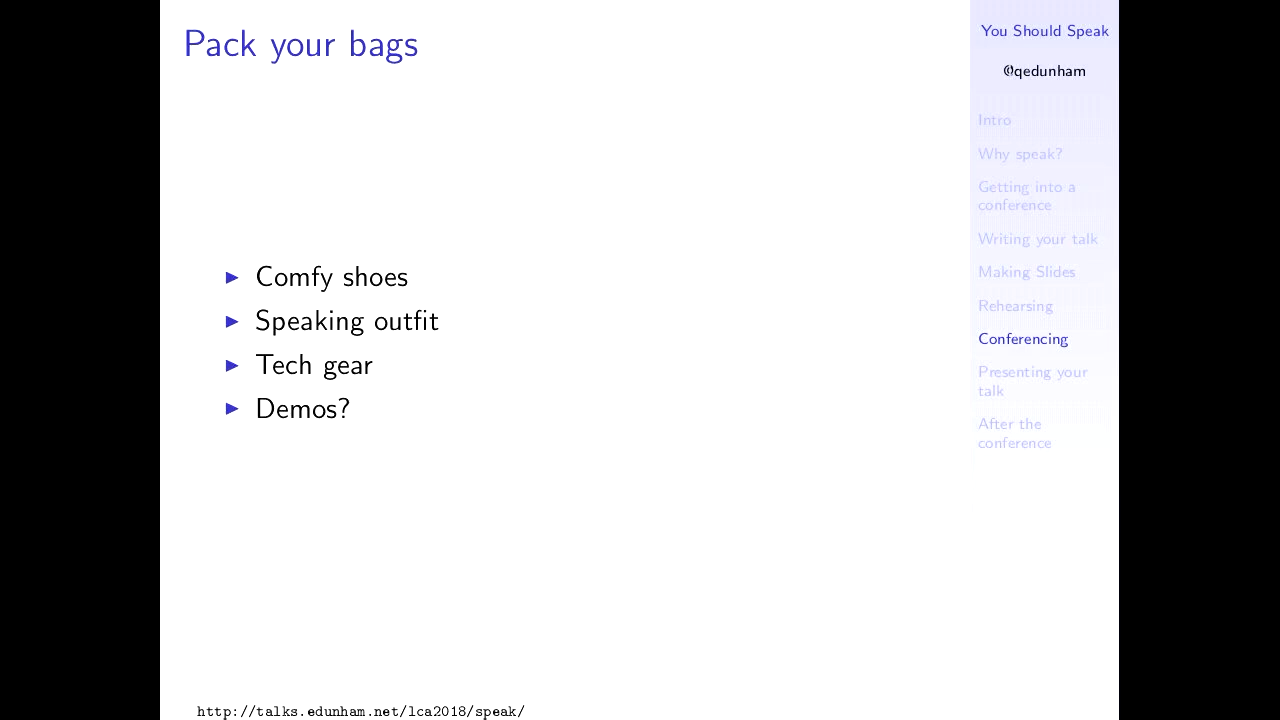 Pack your bags
Comfy shoes
Speaking outfit
Tech gear
Demos?
http://talks.edunham.net/lca2018/speak/
You Should Speak
@qedunham
Intro
Why speak?
Getting into a
conference
Writing your talk
Making Slides
Rehearsing
Conferencing
Presenting your
talk
After the
conference